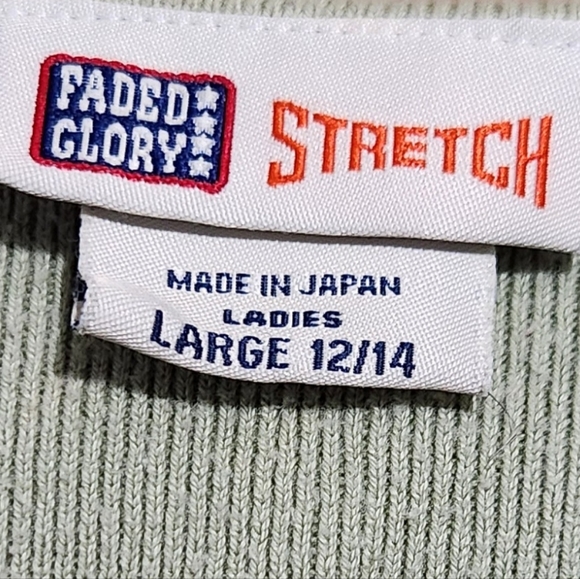 FADED
GLORY
STRETCH
MADE IN JAPAN
LADIES
LARGE 12/14